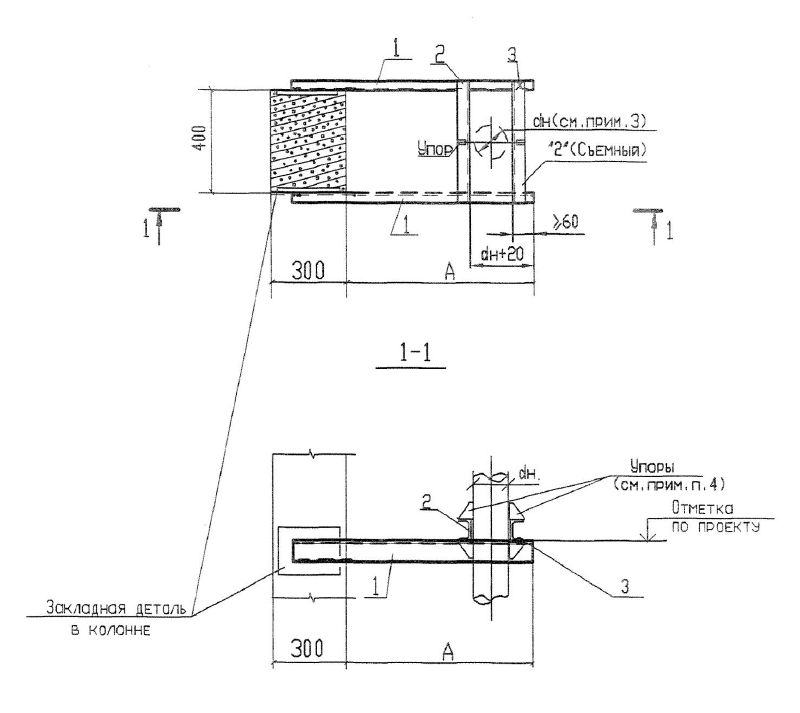 1
2
3
dн(см.прим.3)
Упор
"2"(Съемный)
400
1
1
1
≥60
dн+20
300
A
1-1
dн.
Упоры
(см.прим.п.4)
2
Отметка
по проекту
1
3
Закладная деталь
в колонне
300
A